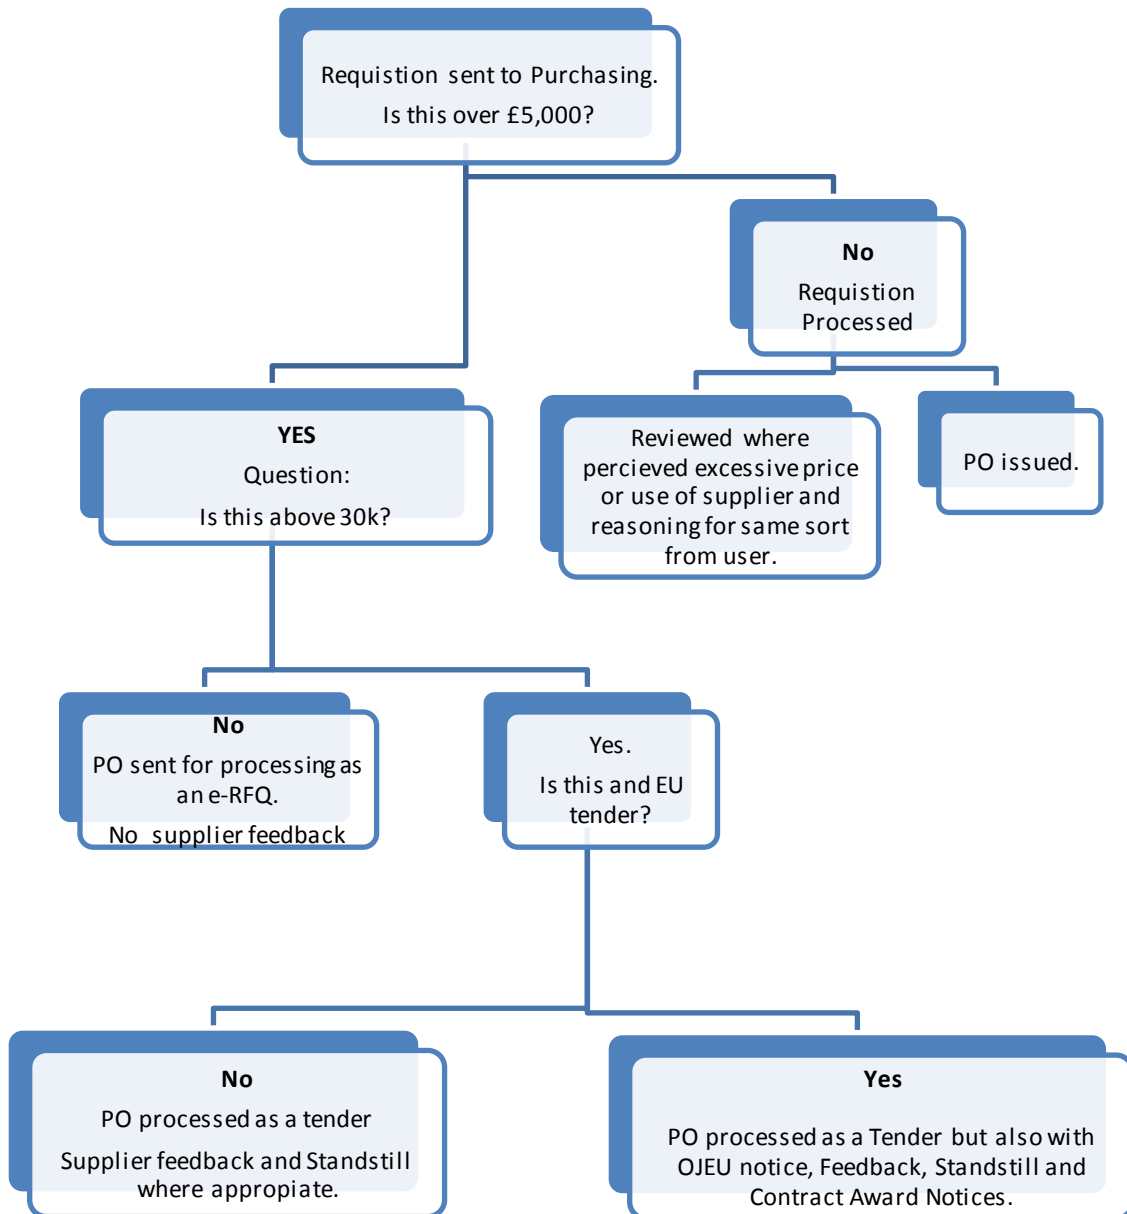 Requistion sent to Purchasing.
Is this over £5,000?
No
Requistion
Processed
YES
Question:
Is this above 30k?
Reviewed where
percieved excessive price
or use of supplier and
reasoning for same sort
from user.
PO issued.
No
PO sent for processing as
an e-RFQ.
No supplier feedback
Yes.
Is this and EU
tender?
No
PO processed as a tender
Supplier feedback and Standstill
where appropiate.
Yes
PO processed as a Tender but also with
OJEU notice, Feedback, Standstill and
Contract Award Notices.